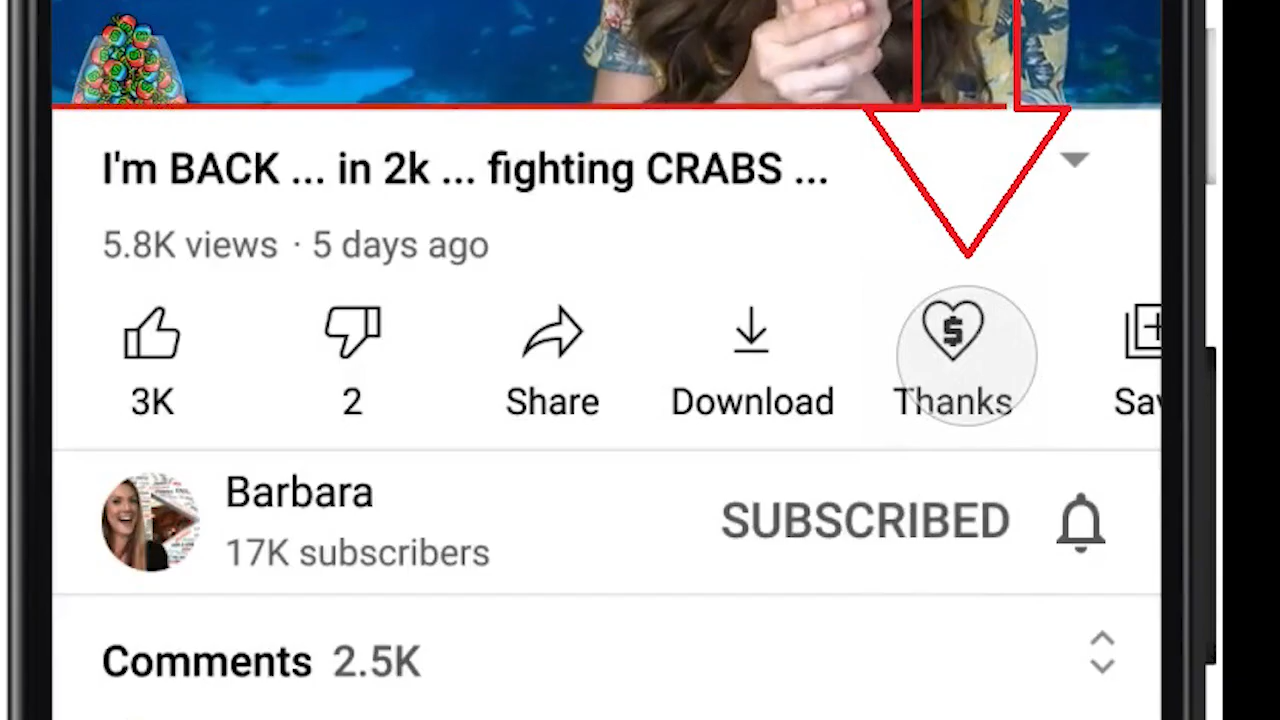 I'm BACK ... in 2k ... fighting CRABS ...
5.8K views · 5 days ago
3K
2
Share
Download
$
Thanks
Sav
Barbara
17K subscribers
SUBSCRIBED
Comments 2.5K